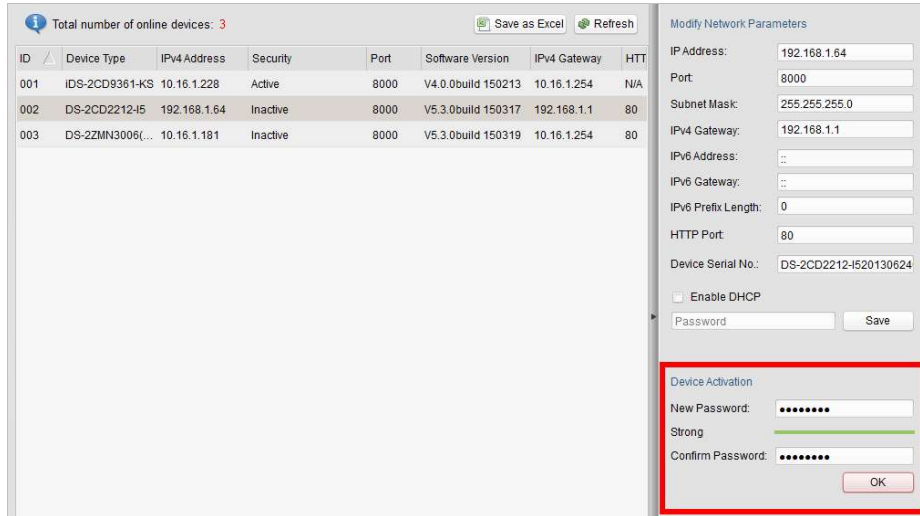 Total number of online devices: 3 Save as Excel Refresh
ID Device Type IPv4 Address Security Port Software Version IPv4 Gateway HTT
001 iDS-2CD9361-KS 10.16.1.228 Active 8000 V4.0.0build 150213 10.16.1.254 N/A
002 DS-2CD2212-I5 192.168.1.64 Inactive 8000 V5.3.0build 150317 192.168.1.1 80
003 DS-2ZMN3006(... 10.16.1.181 Inactive 8000 V5.3.0build 150319 10.16.1.254 80
Modify Network Parameters
IP Address: 192.168.1.64
Port: 8000
Subnet Mask: 255.255.255.0
IPv4 Gateway: 192.168.1.1
IPv6 Address: ::
IPv6 Gateway: ::
IPv6 Prefix Length: 0
HTTP Port: 80
Device Serial No.: DS-2CD2212-I520130624
Enable DHCP
Password Save
Device Activation
New Password: ●●●●●●●●
Strong
Confirm Password: ●●●●●●●●
OK